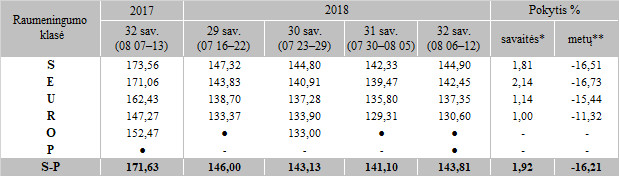 Raumeningumo klasė 2017 2018 Pokytis %
32 sav. (08 07–13) 29 sav. (07 16–22) 30 sav. (07 23–29) 31 sav. (07 30–08 05) 32 sav. (08 06–12) savaitės* metų**
S 173,56 147,32 144,80 142,33 144,90 1,81 -16,51
E 171,06 143,83 140,91 139,47 142,45 2,14 -16,73
U 162,43 138,70 137,28 135,80 137,35 1,14 -15,44
R 147,27 133,37 133,90 129,31 130,60 1,00 -11,32
O 152,47 ● 133,00 ● ● - -
P ● - - - ● - -
S-P 171,63 146,00 143,13 141,10 143,81 1,92 -16,21